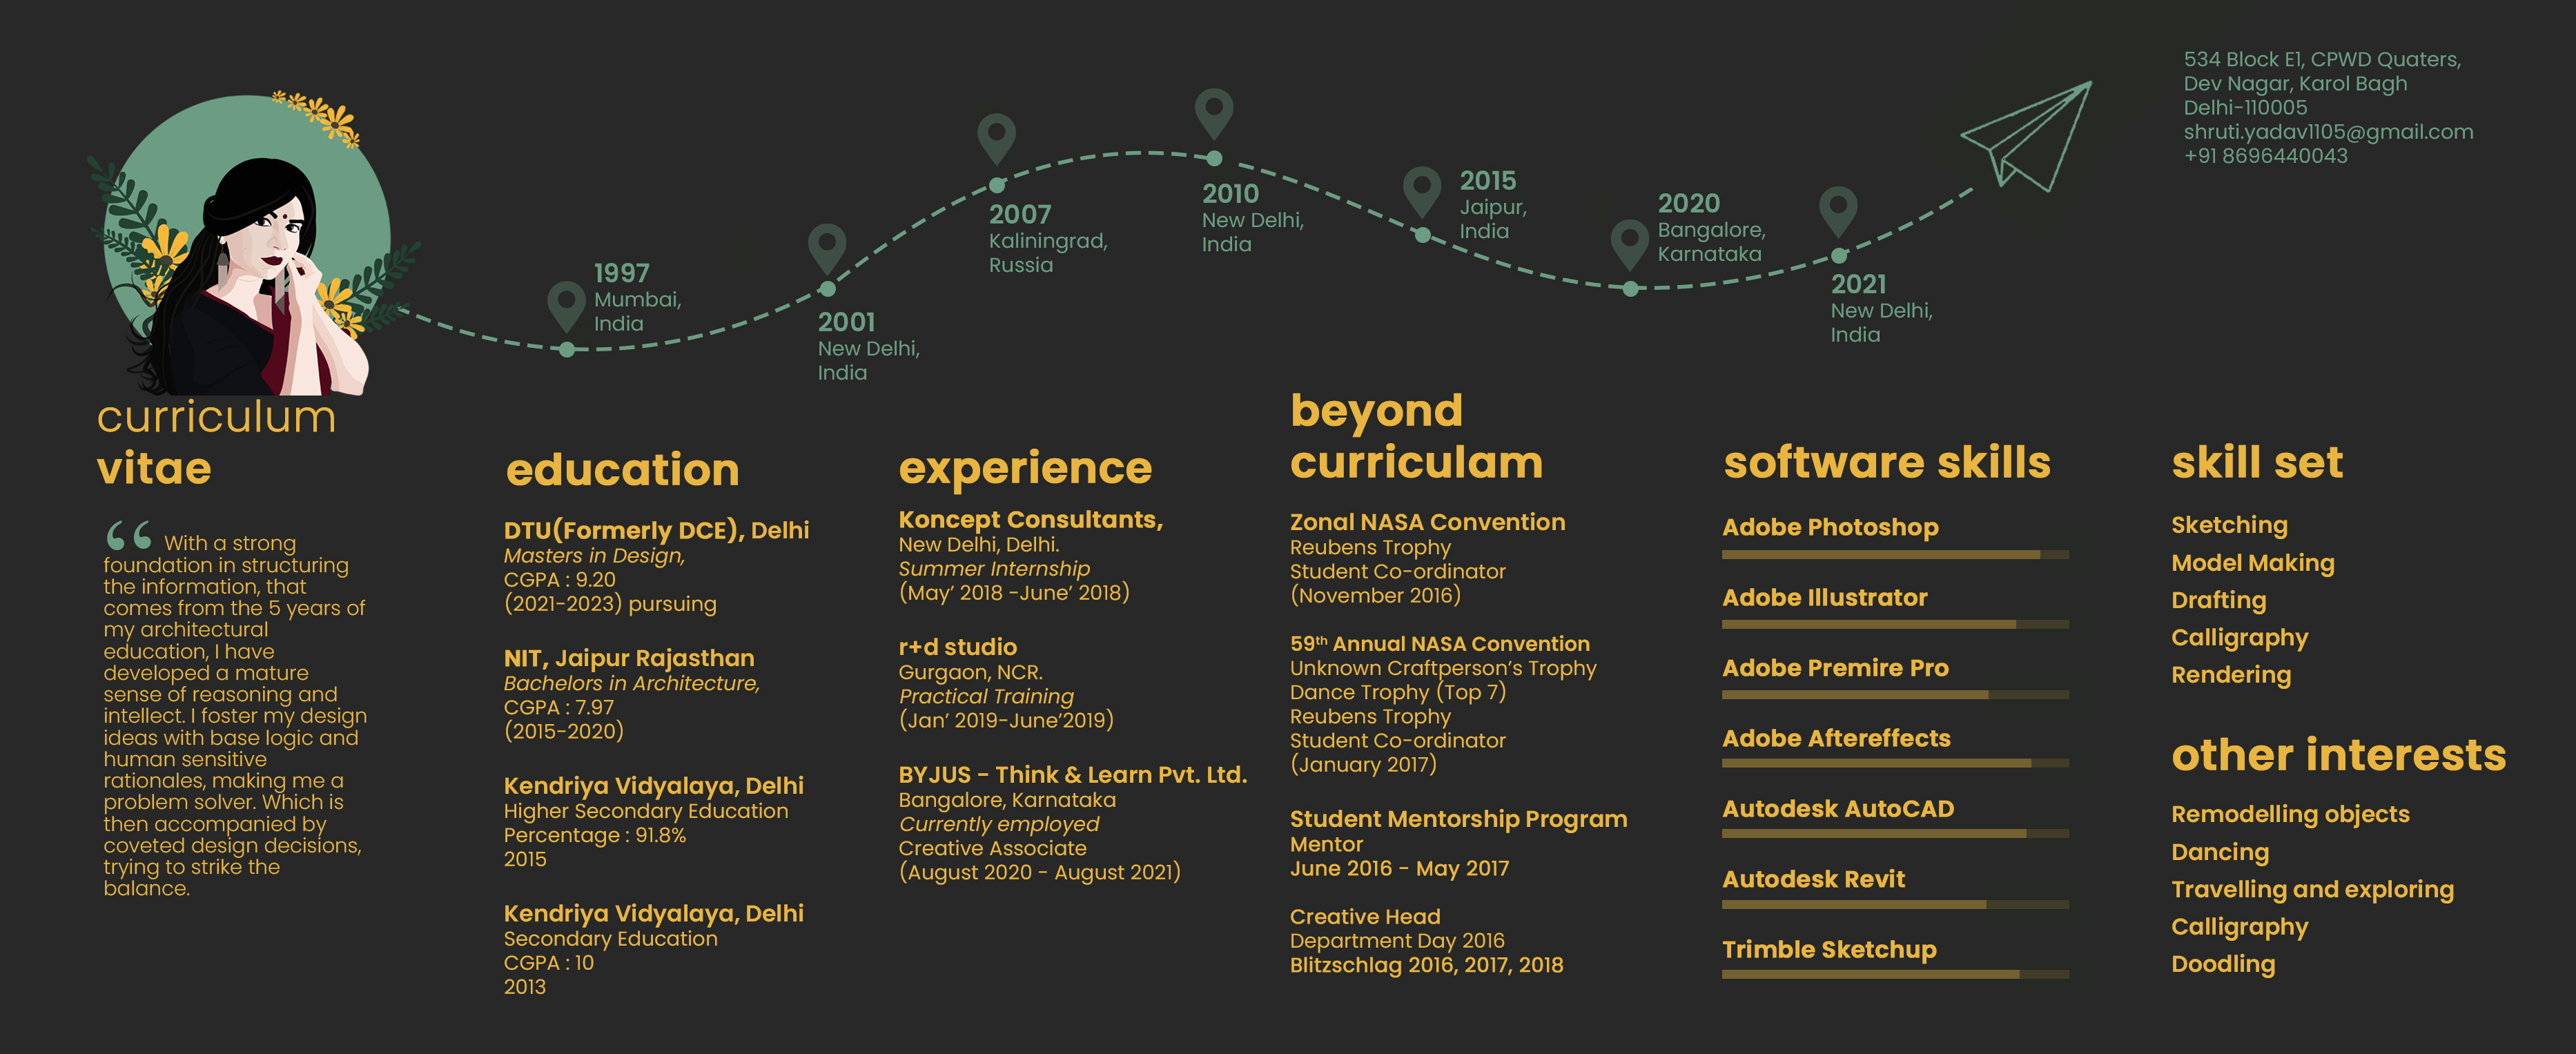 534 Block E1, CPWD Quaters,
Dev Nagar, Karol Bagh
Delhi-110005
shruti.yadav1105@gmail.com
+91 8696440043
1997
Mumbai,
India
2001
New Delhi,
India
2007
Kaliningrad,
Russia
2010
New Delhi,
India
2015
Jaipur,
India
2020
Bangalore,
Karnataka
2021
New Delhi,
India
curriculum
vitae
“ With a strong
foundation in structuring
the information, that
comes from the 5 years of
my architectural
education, I have
developed a mature
sense of reasoning and
intellect. I foster my design
ideas with base logic and
human sensitive
rationales, making me a
problem solver. Which is
then accompanied by
coveted design decisions,
trying to strike the
balance.
education
DTU(Formerly DCE), Delhi
Masters in Design,
CGPA : 9.20
(2021-2023) pursuing
NIT, Jaipur Rajasthan
Bachelors in Architecture,
CGPA : 7.97
(2015-2020)
Kendriya Vidyalaya, Delhi
Higher Secondary Education
Percentage : 91.8%
2015
Kendriya Vidyalaya, Delhi
Secondary Education
CGPA : 10
2013
experience
Koncept Consultants,
New Delhi, Delhi.
Summer Internship
(May’ 2018 -June’ 2018)
r+d studio
Gurgaon, NCR.
Practical Training
(Jan’ 2019-June’2019)
BYJUS - Think & Learn Pvt. Ltd.
Bangalore, Karnataka
Currently employed
Creative Associate
(August 2020 - August 2021)
beyond
curriculam
Zonal NASA Convention
Reubens Trophy
Student Co-ordinator
(November 2016)
59th Annual NASA Convention
Unknown Craftperson’s Trophy
Dance Trophy (Top 7)
Reubens Trophy
Student Co-ordinator
(January 2017)
Student Mentorship Program
Mentor
June 2016 - May 2017
Creative Head
Department Day 2016
Blitzschlag 2016, 2017, 2018
software skills
Adobe Photoshop
Adobe Illustrator
Adobe Premire Pro
Adobe Aftereffects
Autodesk AutoCAD
Autodesk Revit
Trimble Sketchup
skill set
Sketching
Model Making
Drafting
Calligraphy
Rendering
other interests
Remodelling objects
Dancing
Travelling and exploring
Calligraphy
Doodling